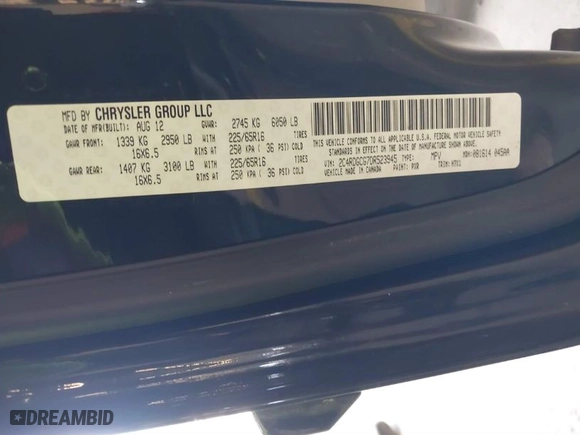 MFD BY CHRYSLER GROUP LLC
DATE OF MFR(BUILT): AUG 12 GVWR: 2745 KG 6050 LB
GAWR FRONT: 1339 KG 2950 LB WITH 225/65R16 TIRES
16X6.5 RIMS AT 250 KPA ( 36 PSI) COLD
GAWR REAR: 1407 KG 3100 LB WITH 225/65R16 TIRES
16X6.5 RIMS AT 250 KPA ( 36 PSI) COLD
THIS VEHICLE CONFORMS TO ALL APPLICABLE U.S.A.
FEDERAL MOTOR VEHICLE SAFETY STANDARDS IN
EFFECT ON THE DATE OF MANUFACTURE SHOWN ABOVE.
VIN: 2C4RDGCG7DR523945 TYPE: MPV MDH:081614 045AA
VEHICLE MADE IN CANADA PAINT: TRIM:
DREAMBID